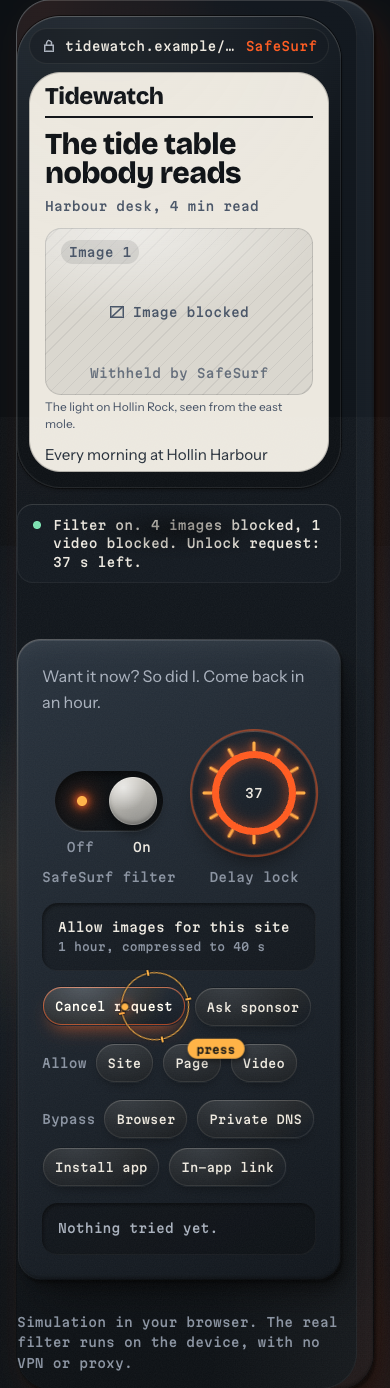 tidewatch.example/… SafeSurf
Tidewatch
The tide table
nobody reads
Harbour desk, 4 min read
Image 1
Image blocked
Withheld by SafeSurf
The light on Hollin Rock, seen from the east
mole.
Every morning at Hollin Harbour
Filter on. 4 images blocked, 1
video blocked. Unlock request:
37 s left.
Want it now? So did I. Come back in
an hour.
37
Off On
SafeSurf filter Delay lock
Allow images for this site
1 hour, compressed to 40 s
Cancel request Ask sponsor
press
Allow Site Page Video
Bypass Browser Private DNS
Install app In-app link
Nothing tried yet.
Simulation in your browser. The real
filter runs on the device, with no
VPN or proxy.